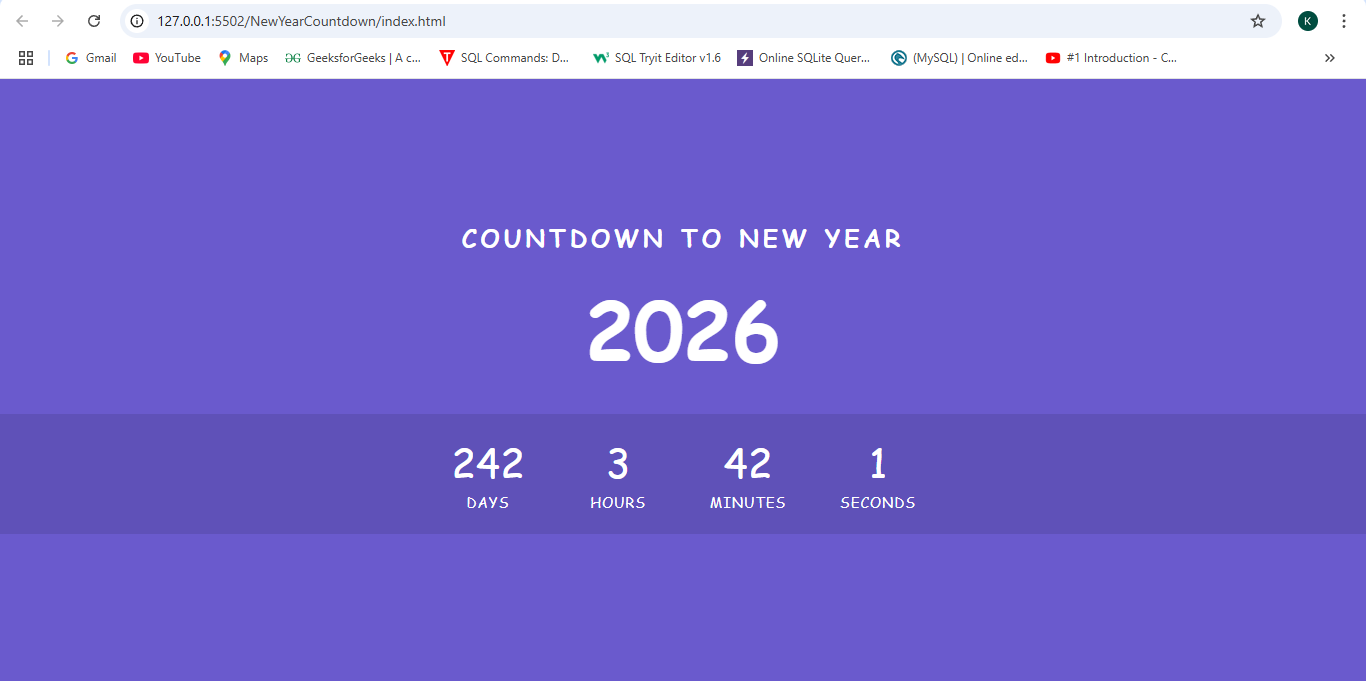 127.0.0.1:5502/NewYearCountdown/index.html
K
Gmail YouTube Maps GeeksforGeeks | A c... SQL Commands: D... SQL Tryit Editor v1.6 Online SQLite Quer... (MySQL) | Online ed... #1 Introduction - C...
COUNTDOWN TO NEW YEAR
2026
242 3 42 1
DAYS HOURS MINUTES SECONDS